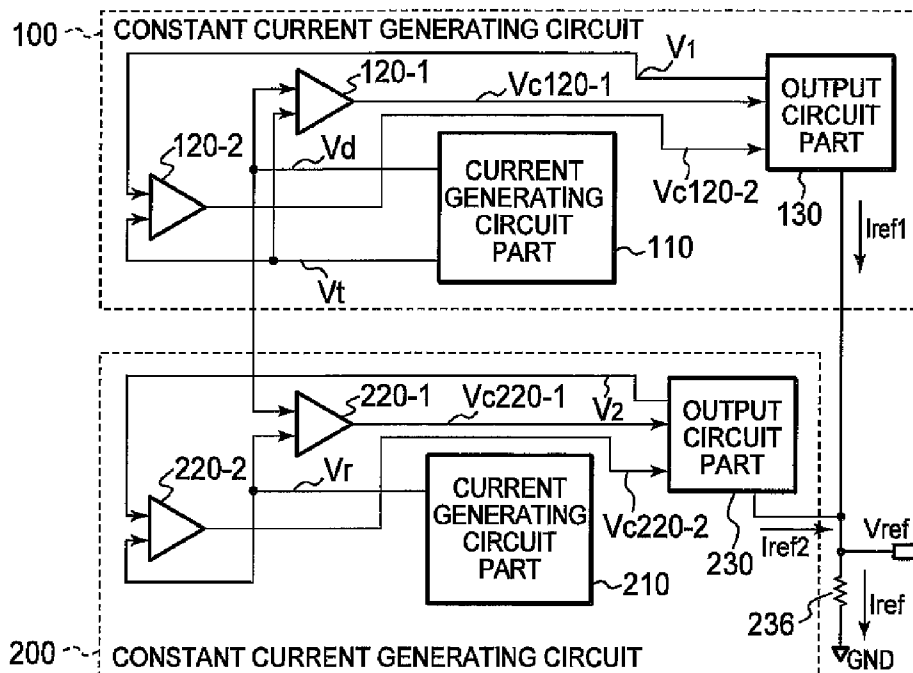 100
CONSTANT CURRENT GENERATING CIRCUIT
V1
120-1
Vc120-1
OUTPUT
CIRCUIT
PART
120-2
Vd
CURRENT
GENERATING
CIRCUIT
PART
Vc120-2
130
Iref1
110
Vt
220-1
Vc220-1
V2
OUTPUT
CIRCUIT
PART
220-2
Vr
CURRENT
GENERATING
CIRCUIT
PART
Vc220-2
230
Iref2
Vref
210
236
Iref
200
CONSTANT CURRENT GENERATING CIRCUIT
GND